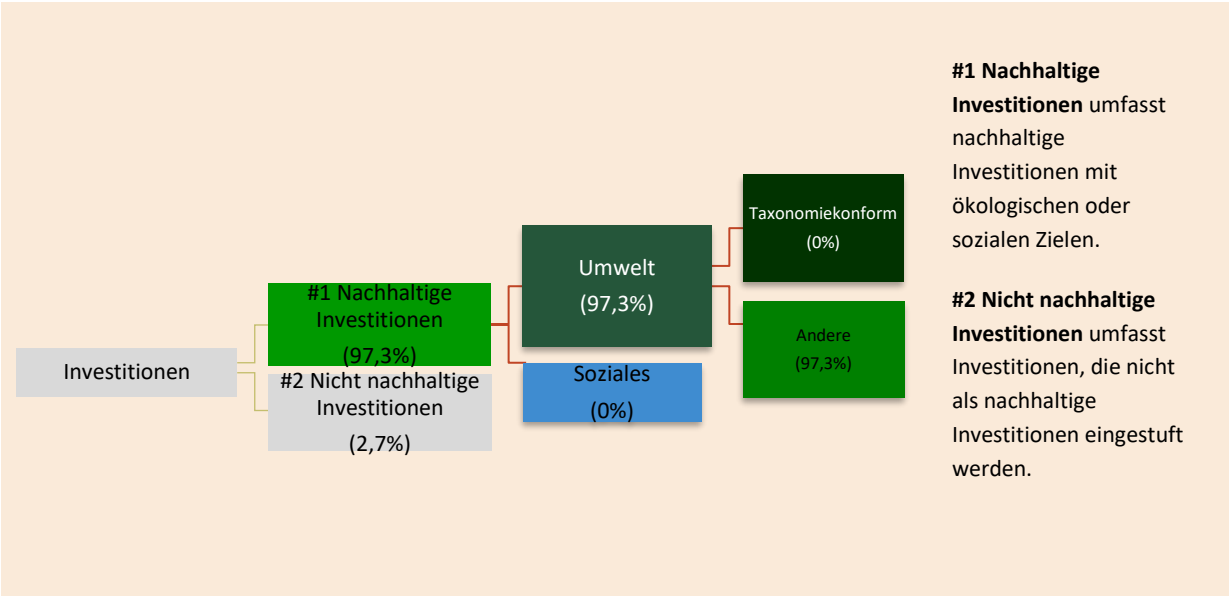 Investitionen
#1 Nachhaltige
Investitionen
(97,3%)
#2 Nicht nachhaltige
Investitionen
(2,7%)
Umwelt
(97,3%)
Soziales
(0%)
Taxonomiekonform
(0%)
Andere
(97,3%)
#1 Nachhaltige
Investitionen umfasst
nachhaltige
Investitionen mit
ökologischen oder
sozialen Zielen.
#2 Nicht nachhaltige
Investitionen umfasst
Investitionen, die nicht
als nachhaltige
Investitionen eingestuft
werden.